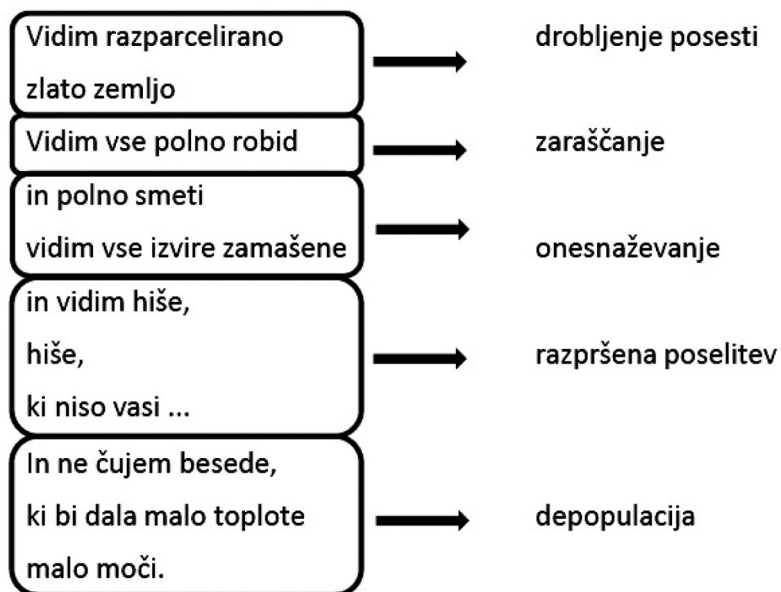 Vidim razparcelirano
zlato zemljo
drobljenje posesti
Vidim vse polno robid
zaraščanje
in polno smeti
vidim vse izvire zamašene
onesnaževanje
in vidim hiše,
hiše,
ki niso vasi ...
razpršena poselitev
In ne čujem besede,
ki bi dala malo toplote
malo moči.
depopulacija